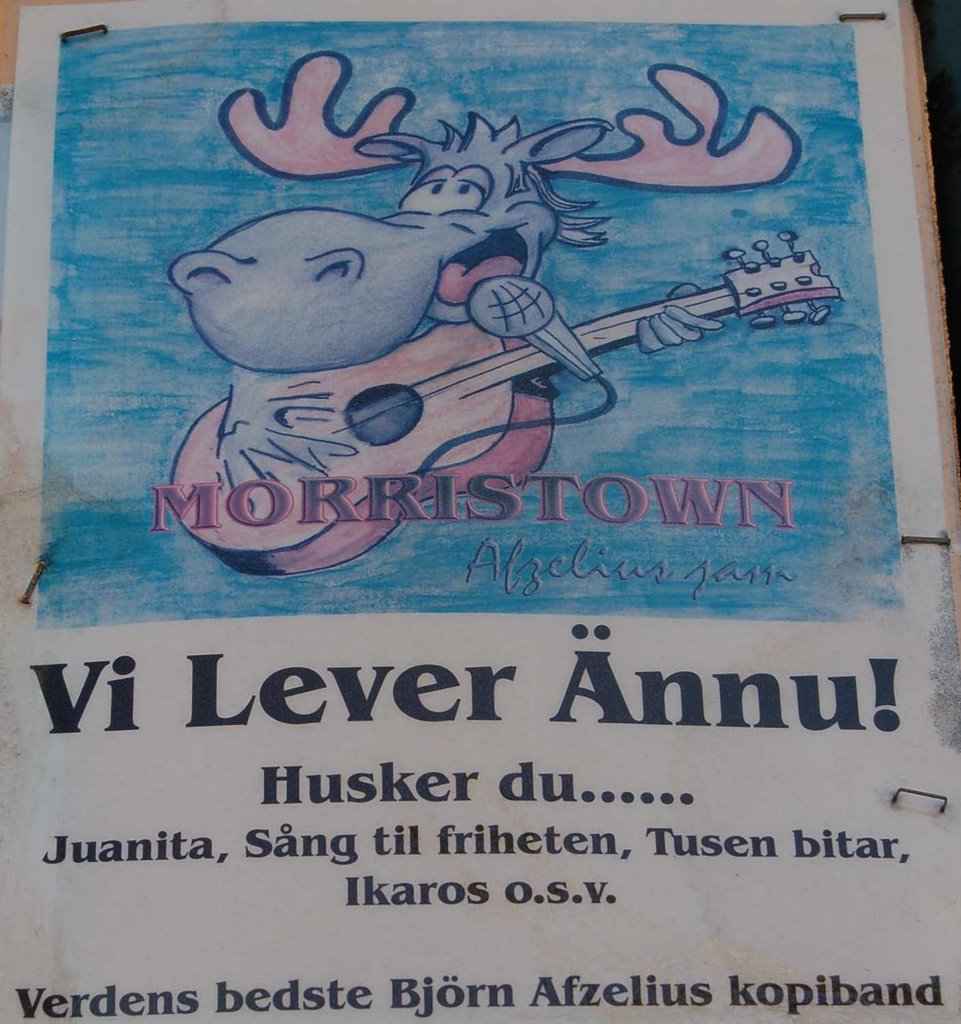 MORRISTOWN
Afzelius jam
Vi Lever Ännu!
Husker du......
Juanita, Sång til friheten, Tusen bitar,
Ikaros o.s.v.
Verdens bedste Björn Afzelius kopiband